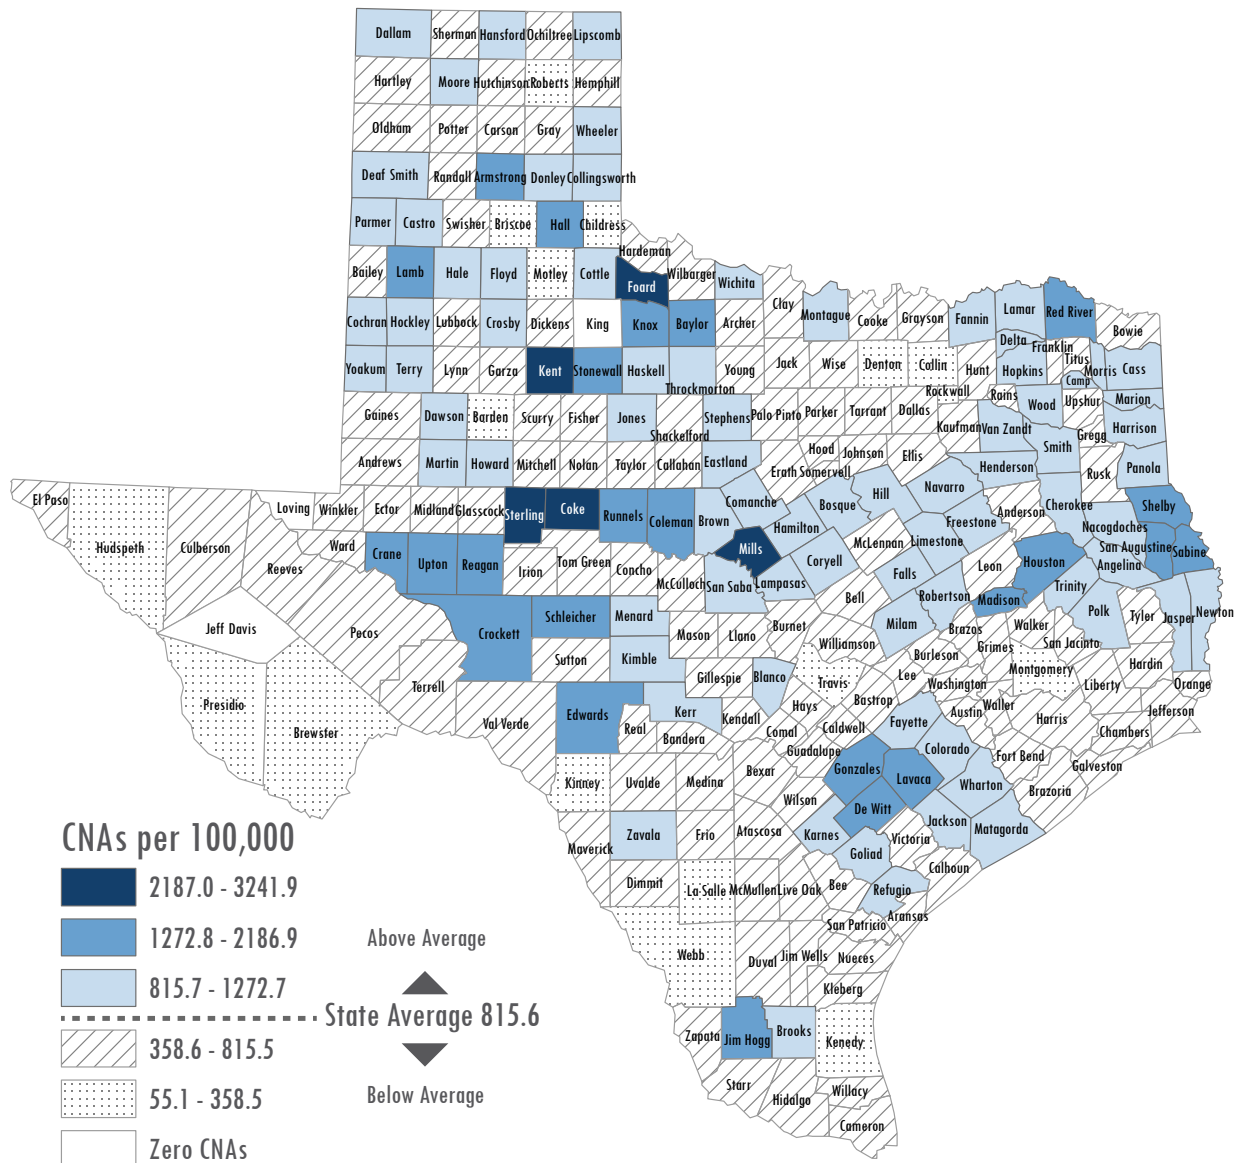 Dallam Sherman Hansford Ochiltree Lipscomb
Hartley Moore Hutchinson Roberts Hemphill
Oldham Potter Carson Gray Wheeler
Deaf Smith Randall Armstrong Donley Collingsworth
Parmer Castro Swisher Briscoe Hall Childress
Hardeman
Bailey Lamb Hale Floyd Motley Cottle Foard Wilbarger Wichita
Clay Montague Cooke Grayson Fannin Lamar Red River Bowie
Cochran Hockley Lubbock Crosby Dickens King Knox Baylor Archer
Delta Franklin Titus
Yoakum Terry Lynn Garza Kent Stonewall Haskell Throckmorton Young Jack Wise Denton Collin Rockwall Hunt Hopkins Camp Morris Cass
Gaines Dawson Barden Scurry Fisher Jones Shackelford Stephens Palo Pinto Parker Tarrant Dallas Kaufman Rains Van Zandt Wood Upshur Marion
Gregg Harrison
Andrews Martin Howard Mitchell Nolan Taylor Callahan Eastland Erath Hood Somervell Johnson Ellis Henderson Smith Rusk Panola
El Paso Hudspeth Culberson Reeves Loving Winkler Ector Midland Glasscock Sterling Coke Runnels Coleman Brown Comanche Hamilton Bosque Hill Navarro Freestone Anderson Cherokee Nacogdoches Shelby
Ward Crane Upton Reagan Irion Tom Green Concho McCulloch San Saba Mills Lampasas Coryell McLennan Limestone Falls Leon Houston San Augustine Sabine
Angelina Trinity
Jeff Davis Pecos Crockett Schleicher Menard Mason Llano Burnet Bell Milam Robertson Madison Walker Polk Tyler Jasper Newton
Presidio Brewster Terrell Sutton Kimble Gillespie Blanco Williamson Travis Burleson Brazos Grimes San Jacinto Montgomery Liberty Hardin Orange
Val Verde Edwards Real Kerr Bandera Kendall Comal Hays Caldwell Bastrop Lee Washington Austin Waller Harris Chambers Jefferson
Kinney Uvalde Medina Bexar Guadalupe Gonzales Fayette Lavaca Colorado Fort Bend Galveston
Wilson De Witt Wharton Brazoria
Maverick Zavala Frio Atascosa Karnes Goliad Victoria Jackson Matagorda
Dimmit La Salle McMullen Live Oak Bee Refugio Calhoun
Aransas San Patricio
Webb Duval Jim Wells Nueces
Kleberg
Zapata Jim Hogg Brooks Kenedy
Starr Hidalgo Willacy
Cameron
CNAs per 100,000
2187.0 - 3241.9
1272.8 - 2186.9
815.7 - 1272.7
Above Average
State Average 815.6
358.6 - 815.5
Below Average
55.1 - 358.5
Zero CNAs